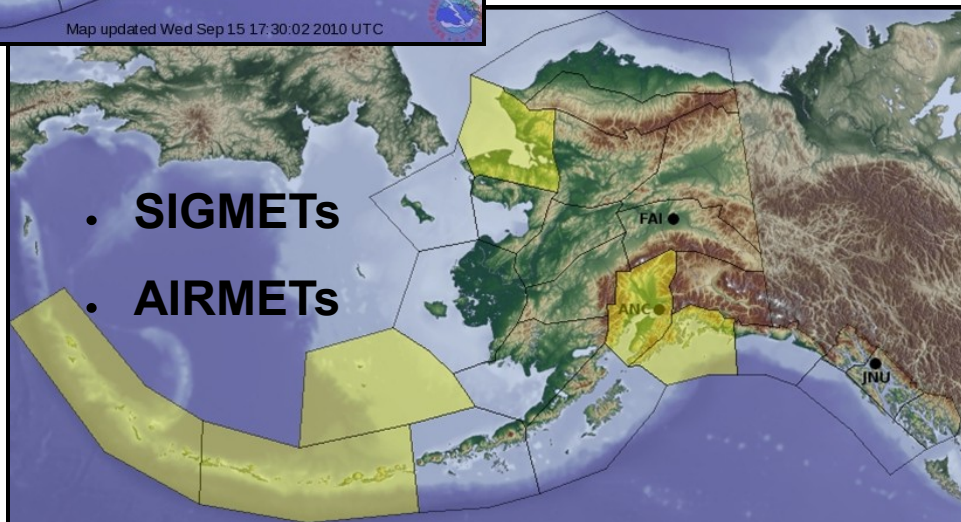 Map updated Wed Sep 15 17:30:02 2010 UTC
• SIGMETs
FAI
• AIRMETs
ANC
JNU